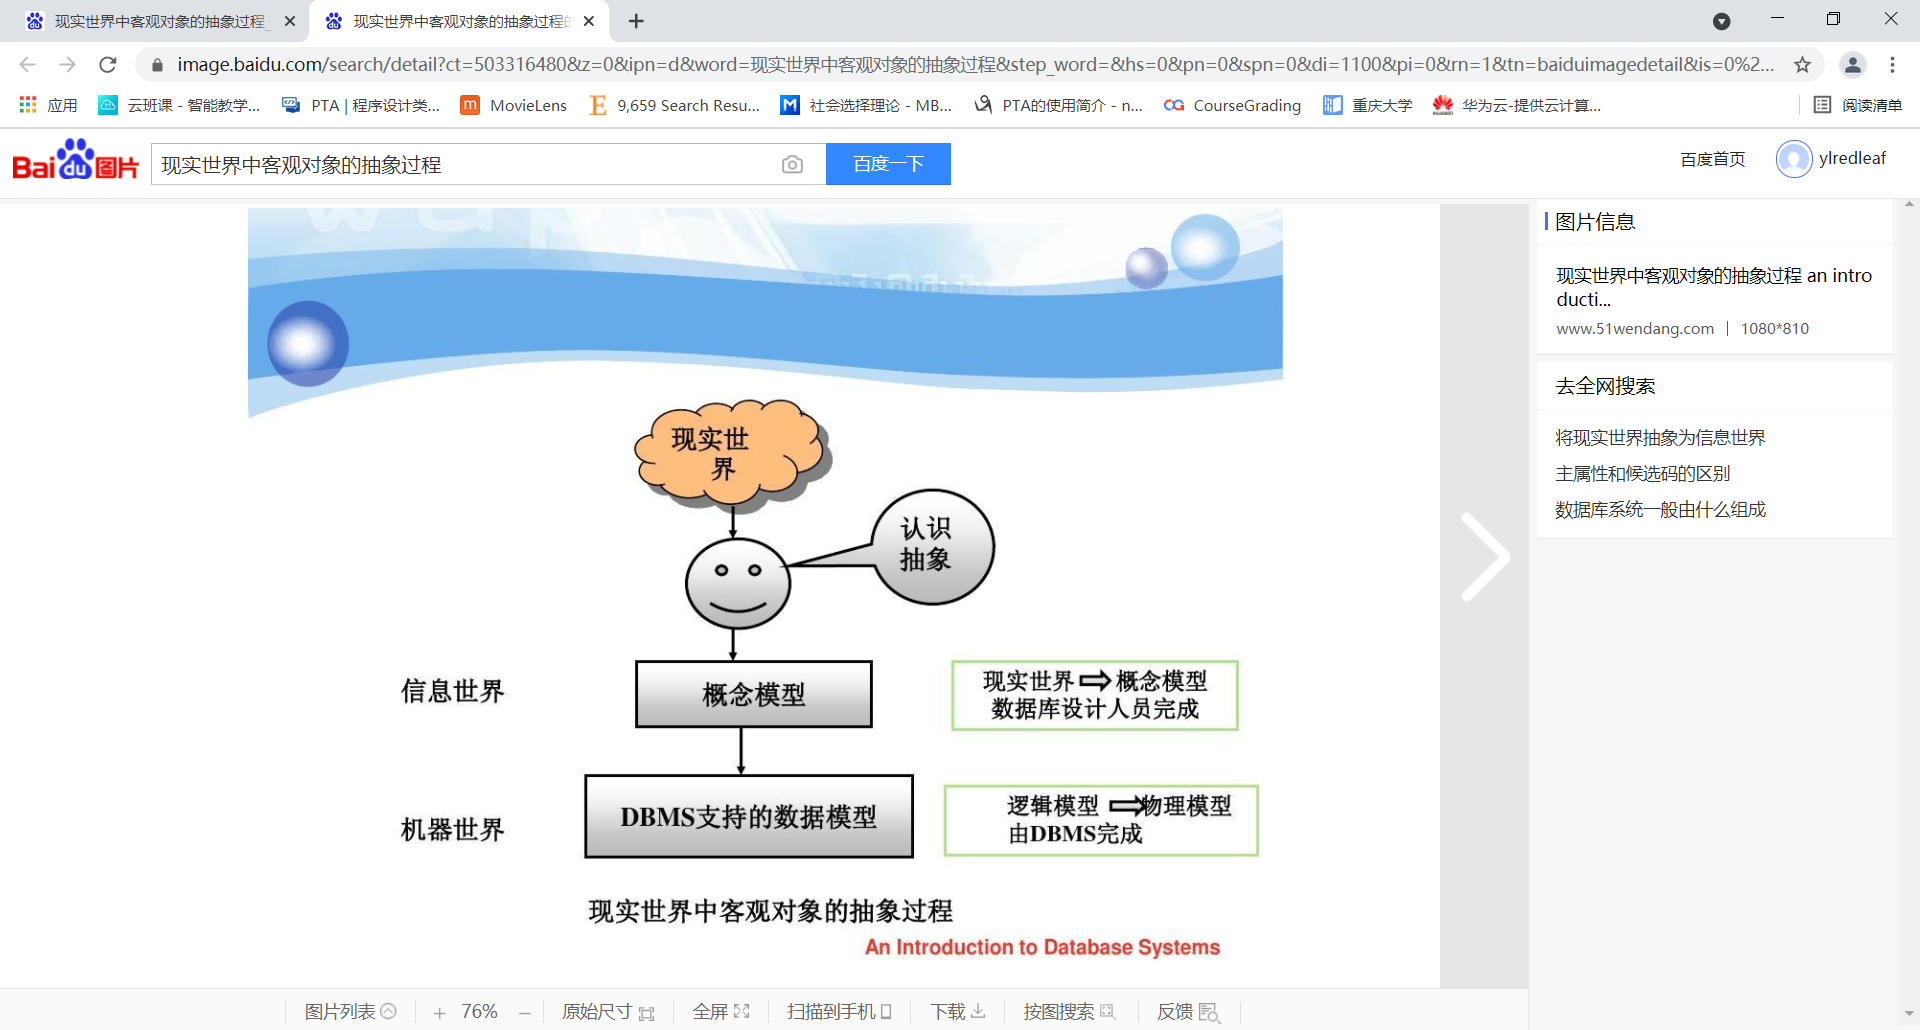 现实世界中客观对象的抽象过程_
现实世界中客观对象的抽象过程的
image.baidu.com/search/detail?ct=503316480&z=0&ipn=d&word=现实世界中客观对象的抽象过程&step_word=&hs=0&pn=0&spn=0&di=1100&pi=0&rn=1&tn=baiduimagedetail&is=0%2...
应用
云班课 - 智能教学...
PTA | 程序设计类...
MovieLens
9,659 Search Resu...
社会选择理论 - MB...
PTA的使用简介 - n...
CourseGrading
重庆大学
华为云-提供云计算...
阅读清单
Bai du 图片
现实世界中客观对象的抽象过程
百度一下
百度首页
ylredleaf
现实世
界
认识
抽象
信息世界
概念模型
现实世界 ⇨ 概念模型
数据库设计人员完成
机器世界
DBMS支持的数据模型
逻辑模型 ⇨ 物理模型
由DBMS完成
现实世界中客观对象的抽象过程
An Introduction to Database Systems
图片信息
现实世界中客观对象的抽象过程 an intro
ducti...
www.51wendang.com | 1080*810
去全网搜索
将现实世界抽象为信息世界
主属性和候选码的区别
数据库系统一般由什么组成
图片列表
+ 76% −
原始尺寸
全屏
扫描到手机
下载
按图搜索
反馈